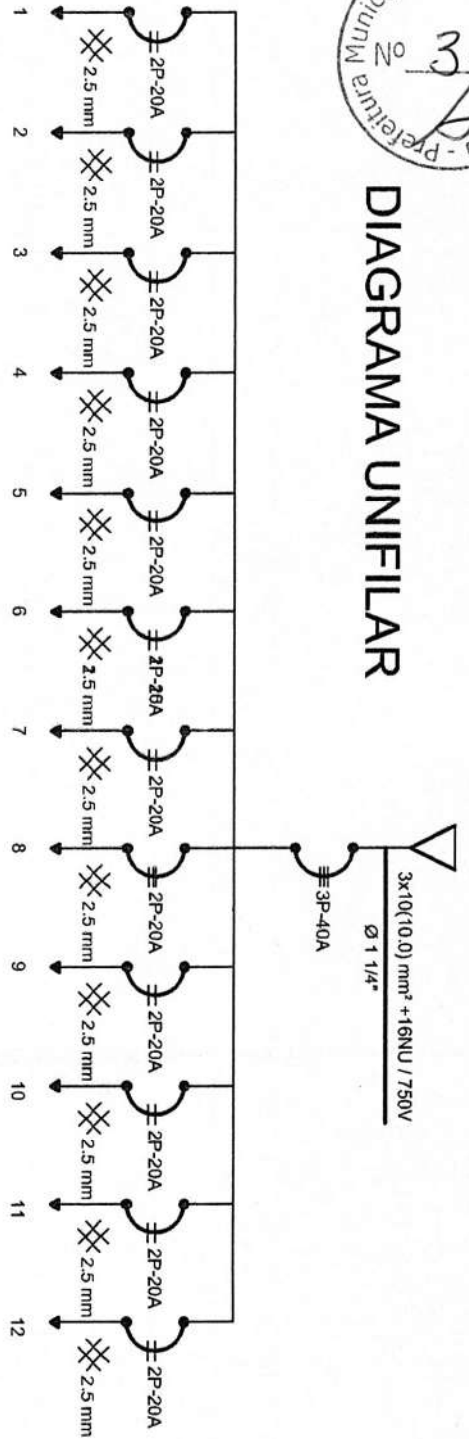 Prefeitura Munic
Nº
DIAGRAMA UNIFILAR
3x10(10.0) mm² +16NU / 750V
Ø 1 1/4"
3P-40A
2P-20A
2P-20A
2P-20A
2P-20A
2P-20A
2P-20A
2P-20A
2P-20A
2P-20A
2P-20A
2P-20A
2.5 mm
2.5 mm
2.5 mm
2.5 mm
2.5 mm
2.5 mm
2.5 mm
2.5 mm
2.5 mm
2.5 mm
2.5 mm
1
2
3
4
5
6
7
8
9
10
11
12